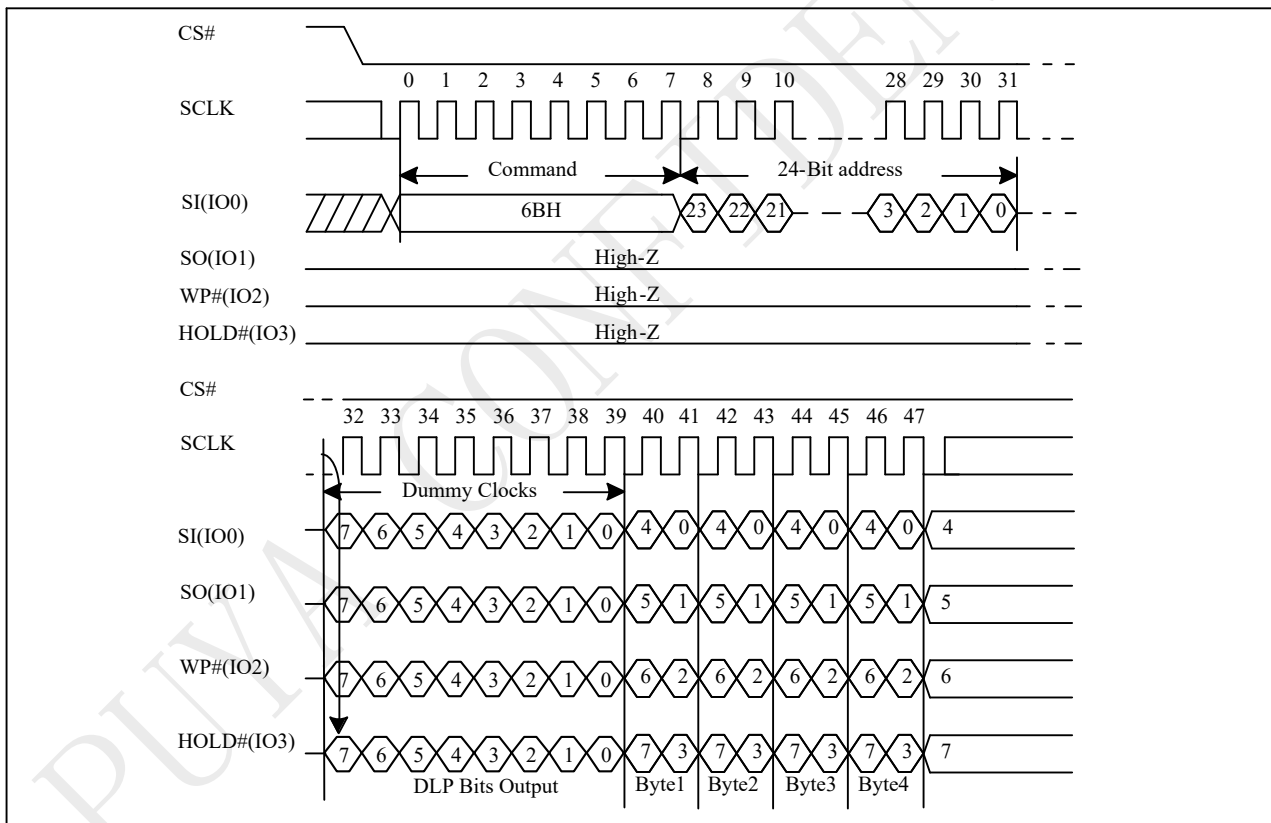 CS#
0 1 2 3 4 5 6 7 8 9 10 28 29 30 31
SCLK
Command 24-Bit address
SI(IO0) 6BH 23 22 21 3 2 1 0
SO(IO1) High-Z
WP#(IO2) High-Z
HOLD#(IO3) High-Z
CS#
32 33 34 35 36 37 38 39 40 41 42 43 44 45 46 47
SCLK
Dummy Clocks
SI(IO0) 7 6 5 4 3 2 1 0 4 0 4 0 4 0 4 0 4
SO(IO1) 7 6 5 4 3 2 1 0 5 1 5 1 5 1 5 1 5
WP#(IO2) 7 6 5 4 3 2 1 0 6 2 6 2 6 2 6 2 6
HOLD#(IO3) 7 6 5 4 3 2 1 0 7 3 7 3 7 3 7 3 7
DLP Bits Output Byte1 Byte2 Byte3 Byte4
PUYA CONFIDEN